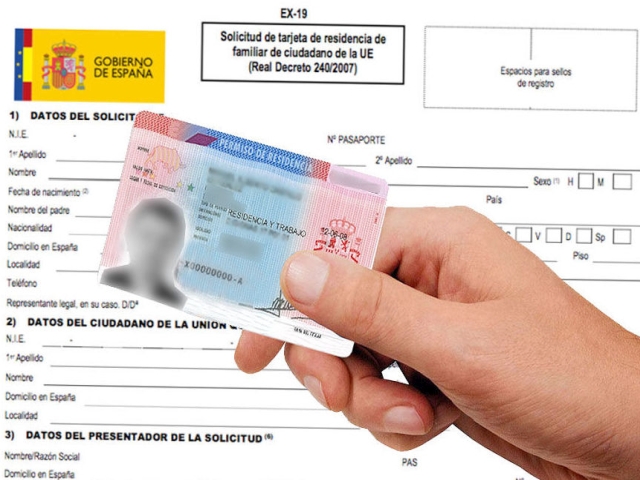 EX-19
GOBIERNO
DE ESPAÑA
Solicitud de tarjeta de residencia de
familiar de ciudadano de la UE
(Real Decreto 240/2007)
Espacios para sellos
de registro
1) DATOS DEL SOLICIT
N.I.E. -
Nº PASAPORTE
1er Apellido
2º Apellido
Nombre
Sexo (1) H M
Fecha de nacimiento (2)
País
Nombre del padre
Nacionalidad
S V D Sp
Domicilio en España
Piso
Localidad
Teléfono
Representante legal, en su caso. D/Dª
PERMISO DE RESIDENCIA
RESIDENCIA Y TRABAJO
X00000000-A
2) DATOS DEL CIUDADANO DE LA UNION
N.I.E. -
1er Apellido
Nombre
Domicilio en España
Localidad
3) DATOS DEL PRESENTADOR DE LA SOLICITUD (6)
Nombre/Razón Social
PAS
Domicilio en España